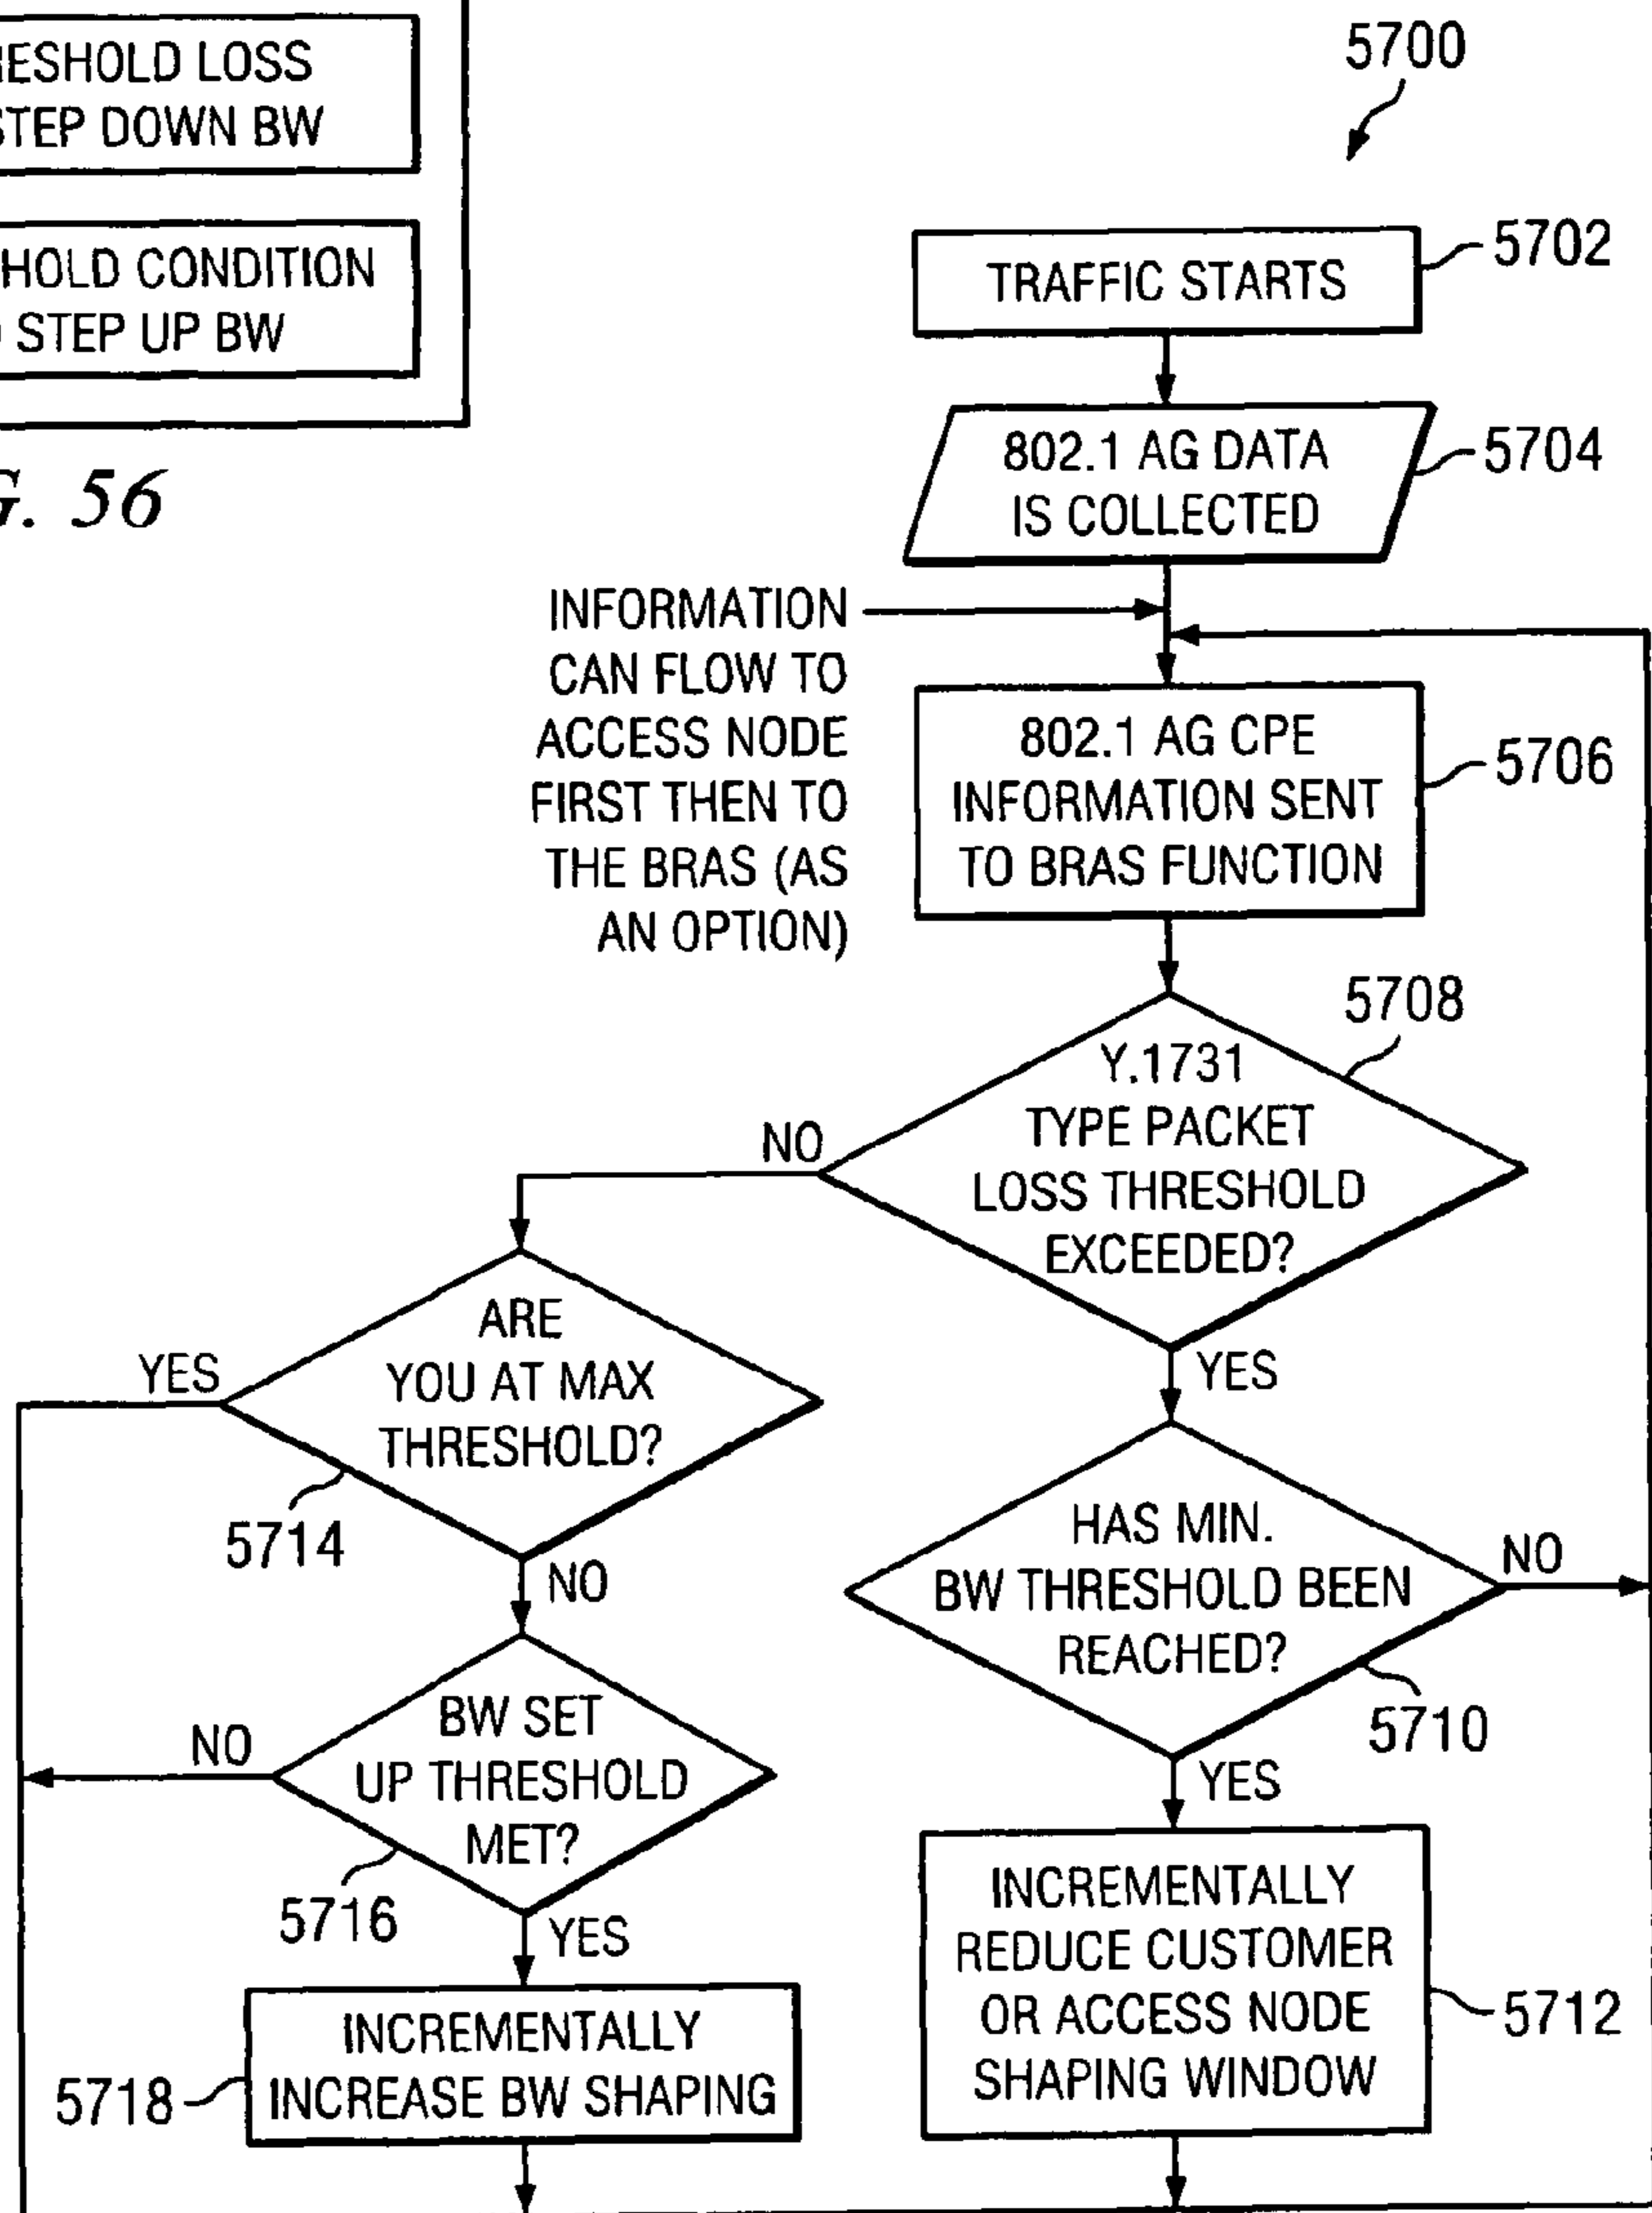 RESHOLD LOSS
STEP DOWN BW
HOLD CONDITION
STEP UP BW
G. 56
5700
TRAFFIC STARTS
5702
802.1 AG DATA
IS COLLECTED
5704
INFORMATION
CAN FLOW TO
ACCESS NODE
FIRST THEN TO
THE BRAS (AS
AN OPTION)
802.1 AG CPE
INFORMATION SENT
TO BRAS FUNCTION
5706
5708
Y.1731
TYPE PACKET
LOSS THRESHOLD
EXCEEDED?
NO
YES
ARE
YOU AT MAX
THRESHOLD?
YES
5714
NO
HAS MIN.
BW THRESHOLD BEEN
REACHED?
NO
5710
YES
BW SET
UP THRESHOLD
MET?
NO
5716
YES
INCREMENTALLY
REDUCE CUSTOMER
OR ACCESS NODE
SHAPING WINDOW
5712
INCREMENTALLY
INCREASE BW SHAPING
5718